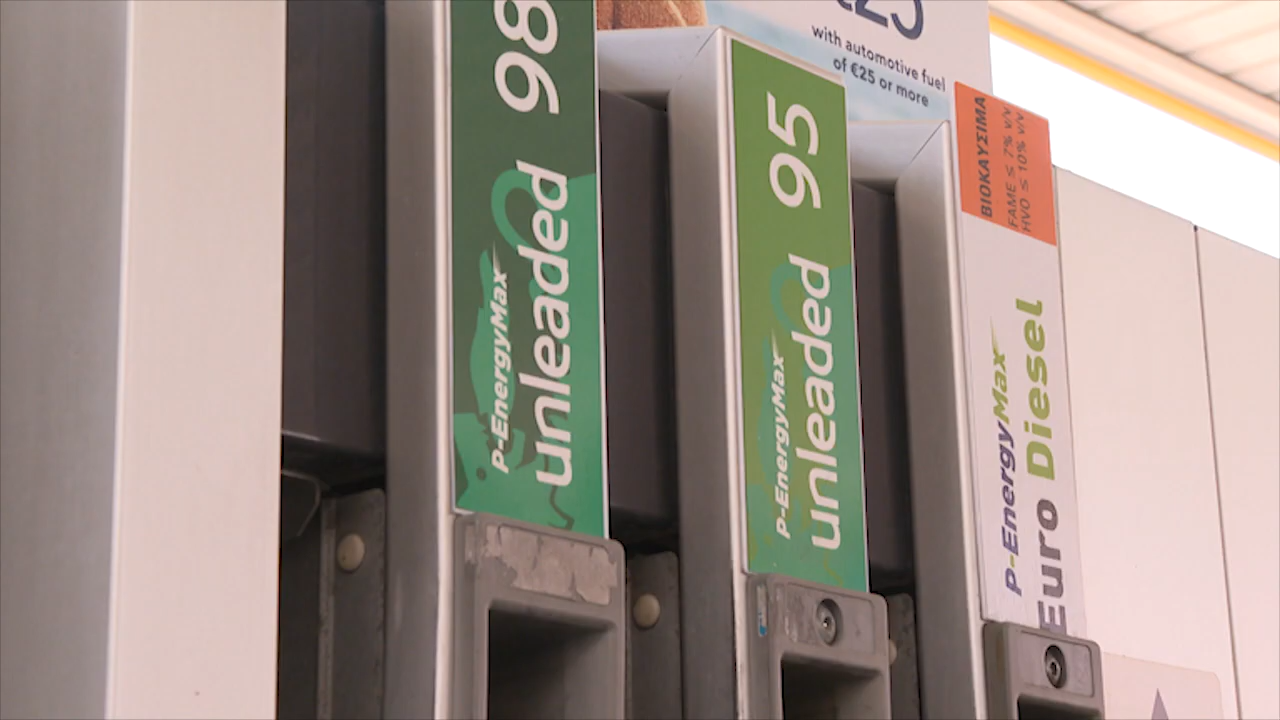 98
P-EnergyMax
unleaded
95
P-EnergyMax
unleaded
25
with automotive fuel
of €25 or more
ΒΙΟΚΑΥΣΙΜΑ
FAME ≤ 7% V/V
HVO ≤ 10% V/V
P-EnergyMax
Euro Diesel